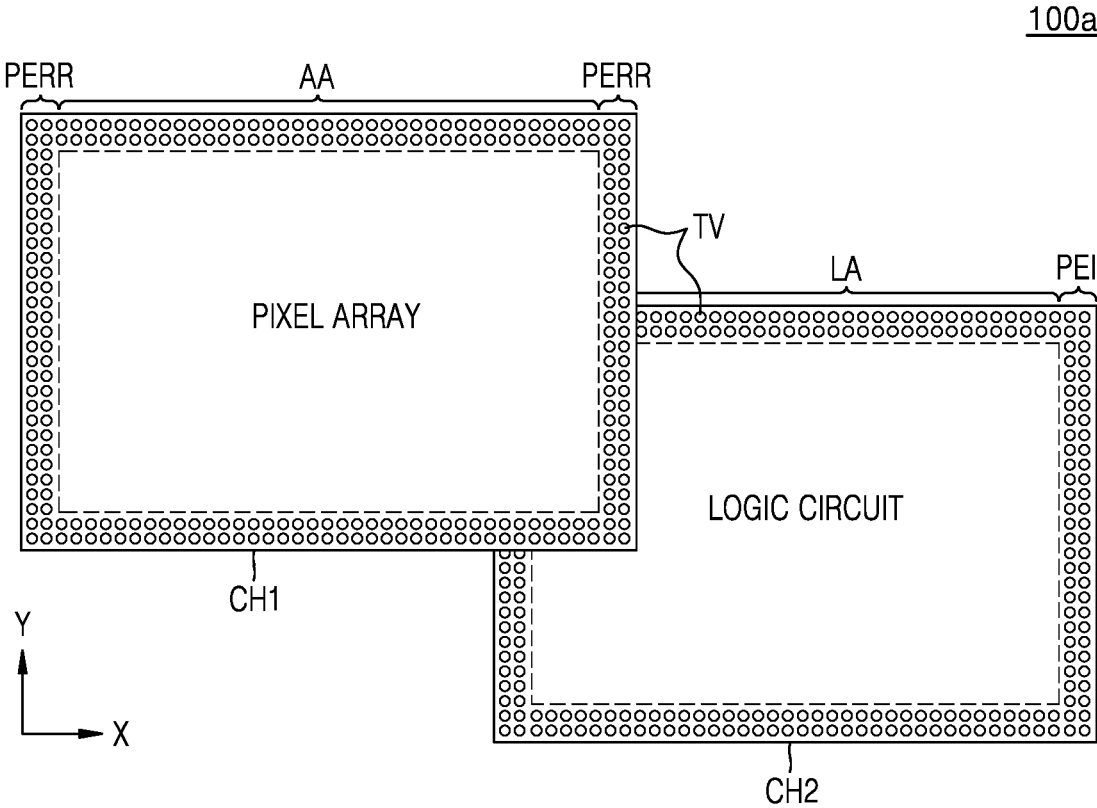 100a
PERR AA PERR
TV
LA PEI
PIXEL ARRAY
LOGIC CIRCUIT
CH1
Y
X
CH2